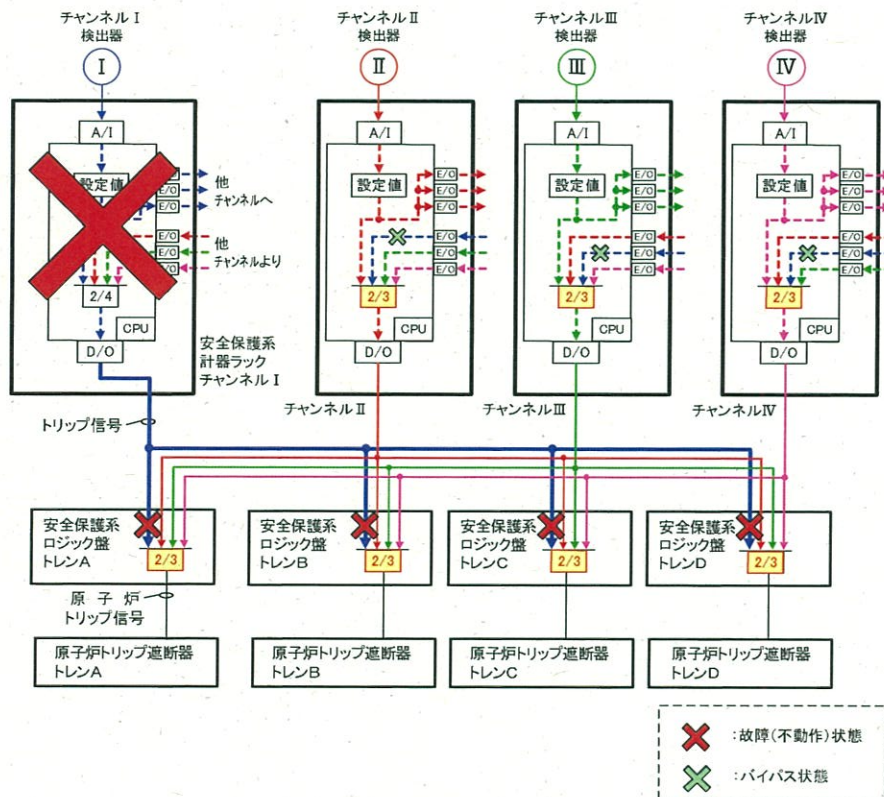 チャンネルⅠ
検出器
Ⅰ
A/I
設定値
E/O
E/O
E/O
他
チャンネルへ
E/O
E/O
E/O
他
チャンネルより
2/4
CPU
D/O
安全保護系
計器ラック
チャンネルⅠ
チャンネルⅡ
検出器
Ⅱ
A/I
設定値
E/O
E/O
E/O
E/O
E/O
E/O
2/3
CPU
D/O
チャンネルⅡ
チャンネルⅢ
検出器
Ⅲ
A/I
設定値
E/O
E/O
E/O
E/O
E/O
E/O
2/3
CPU
D/O
チャンネルⅢ
チャンネルⅣ
検出器
Ⅳ
A/I
設定値
E/O
E/O
E/O
E/O
E/O
E/O
2/3
CPU
D/O
チャンネルⅣ
トリップ信号
安全保護系
ロジック盤
トレンA
2/3
安全保護系
ロジック盤
トレンB
2/3
安全保護系
ロジック盤
トレンC
2/3
安全保護系
ロジック盤
トレンD
2/3
原子炉
トリップ信号
原子炉トリップ遮断器
トレンA
原子炉トリップ遮断器
トレンB
原子炉トリップ遮断器
トレンC
原子炉トリップ遮断器
トレンD
:故障(不動作)状態
:バイパス状態